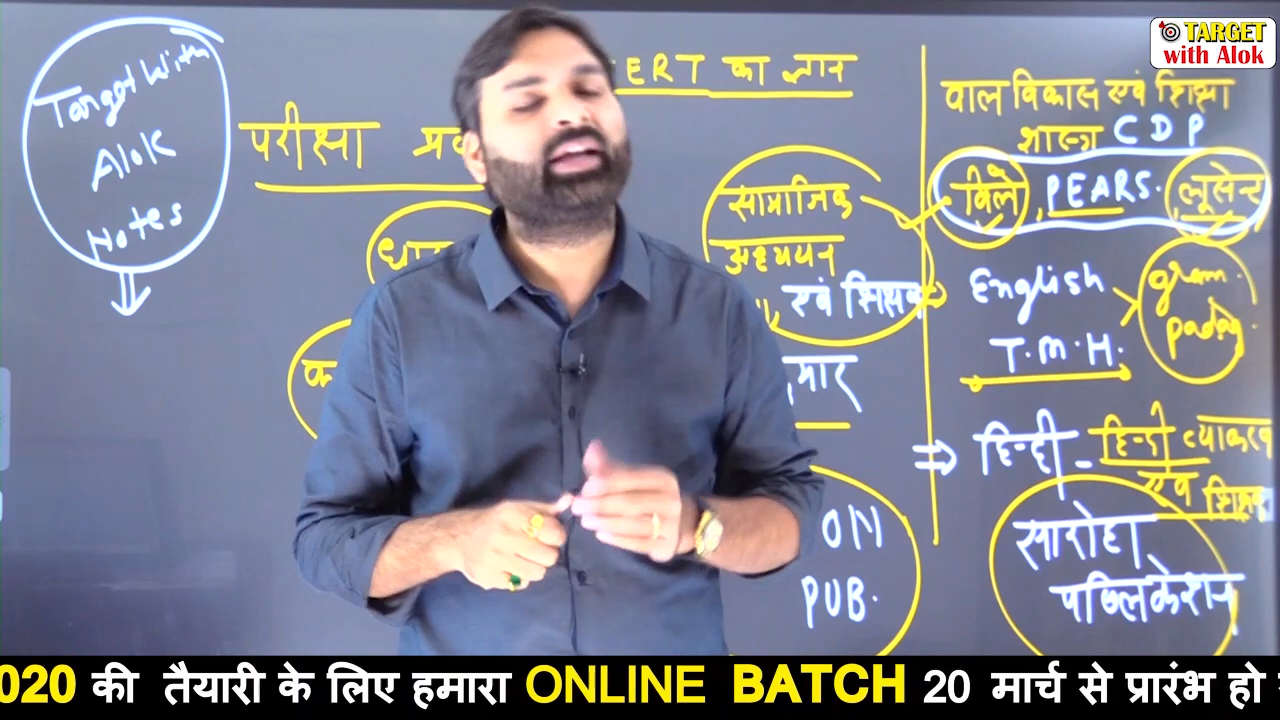 TARGET
with Alok
Target With
Alok
Notes
ERT का ज्ञान
परीक्षा
सामाजिक
अध्ययन
एवं शिक्षण
ON
PUB.
बाल विकास एवं शिक्षा
शास्त्र CDP
विले, PEARS. लूसेन्ट
English
T.M.H.
gram.
padag.
हिन्दी - हिन्दी व्याकरण
एवं
शिक्षण
सारोहा
पब्लिकेशन
020 की तैयारी के लिए हमारा ONLINE BATCH 20 मार्च से प्रारंभ हो